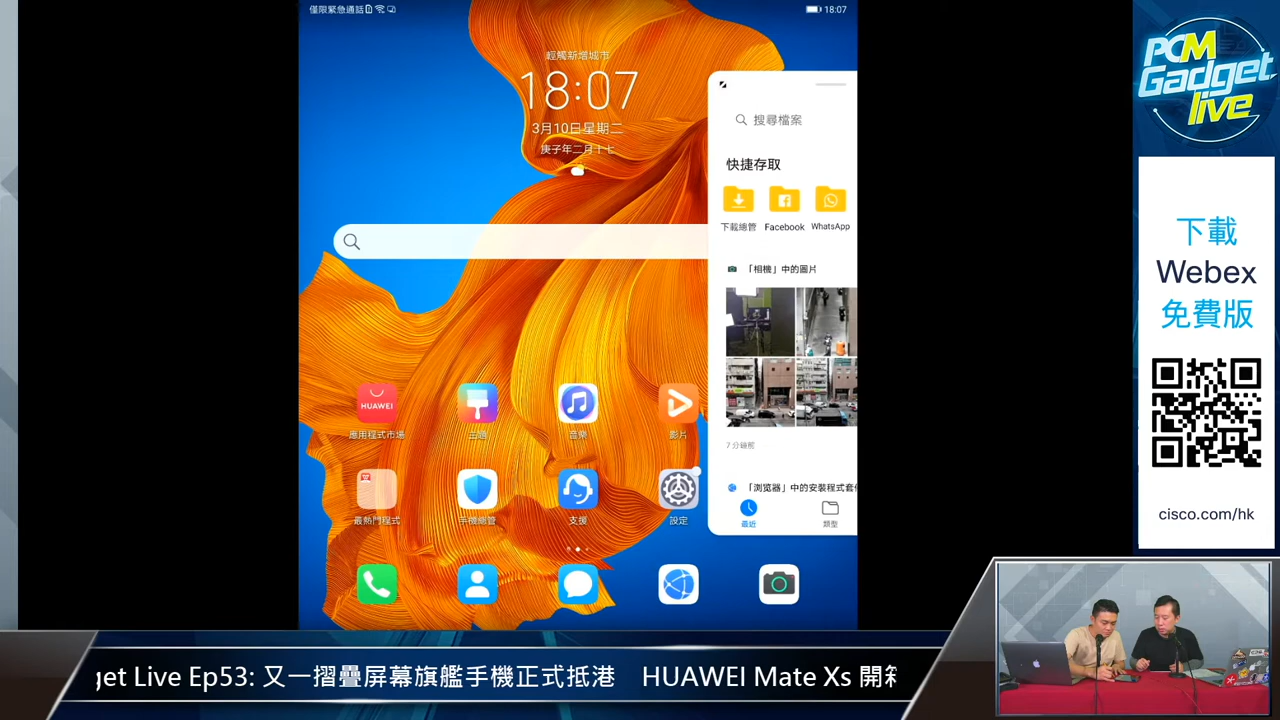 僅限緊急通話
18:07
輕觸新增城市
18:07
3月10日星期二
庚子年二月十七
搜尋檔案
快捷存取
下載總管
Facebook
WhatsApp
「相機」中的圖片
7 分鐘前
「浏览器」中的安裝程式套件
最近
類型
HUAWEI
應用程式市場
主題
音樂
影片
最熱門程式
手機總管
支援
設定
PCM
Gadget
live
下載
Webex
免費版
cisco.com/hk
get Live Ep53: 又一摺疊屏幕旗艦手機正式抵港 HUAWEI Mate Xs 開箱